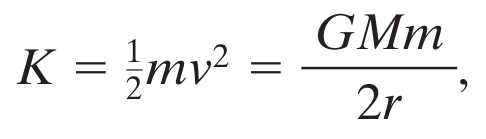 K = ½mv² = GMm/2r,